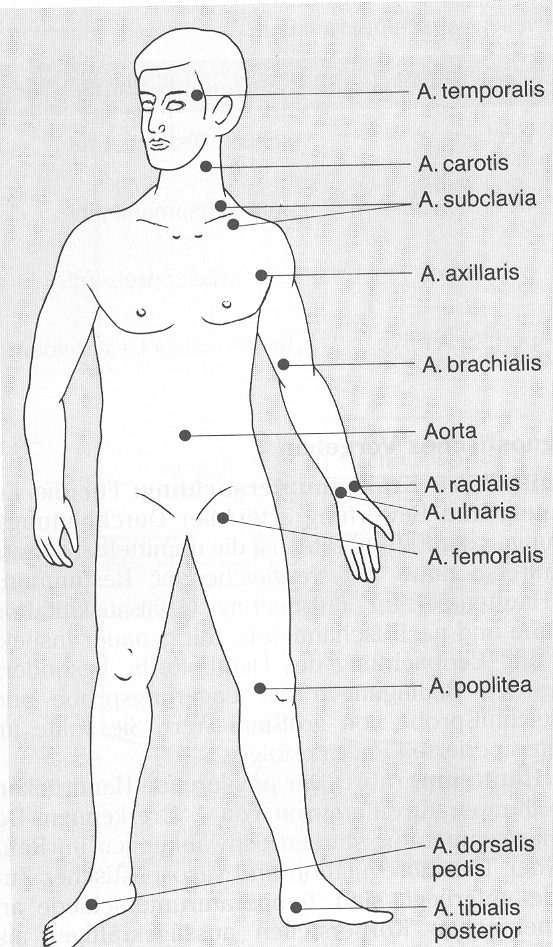 A. temporalis
A. carotis
A. subclavia
A. axillaris
A. brachialis
Aorta
A. radialis
A. ulnaris
A. femoralis
A. poplitea
A. dorsalis
pedis
A. tibialis
posterior